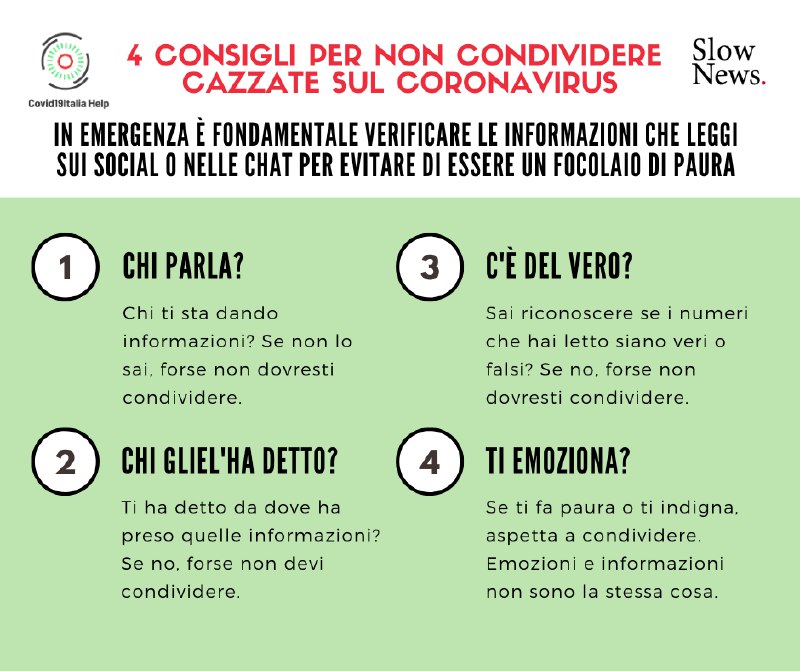 4 CONSIGLI PER NON CONDIVIDERE
CAZZATE SUL CORONAVIRUS
Covid19Italia Help
Slow
News.
IN EMERGENZA È FONDAMENTALE VERIFICARE LE INFORMAZIONI CHE LEGGI
SUI SOCIAL O NELLE CHAT PER EVITARE DI ESSERE UN FOCOLAIO DI PAURA
1
CHI PARLA?
Chi ti sta dando
informazioni? Se non lo
sai, forse non dovresti
condividere.
2
CHI GLIEL'HA DETTO?
Ti ha detto da dove ha
preso quelle informazioni?
Se no, forse non devi
condividere.
3
C'È DEL VERO?
Sai riconoscere se i numeri
che hai letto siano veri o
falsi? Se no, forse non
dovresti condividere.
4
TI EMOZIONA?
Se ti fa paura o ti indigna,
aspetta a condividere.
Emozioni e informazioni
non sono la stessa cosa.